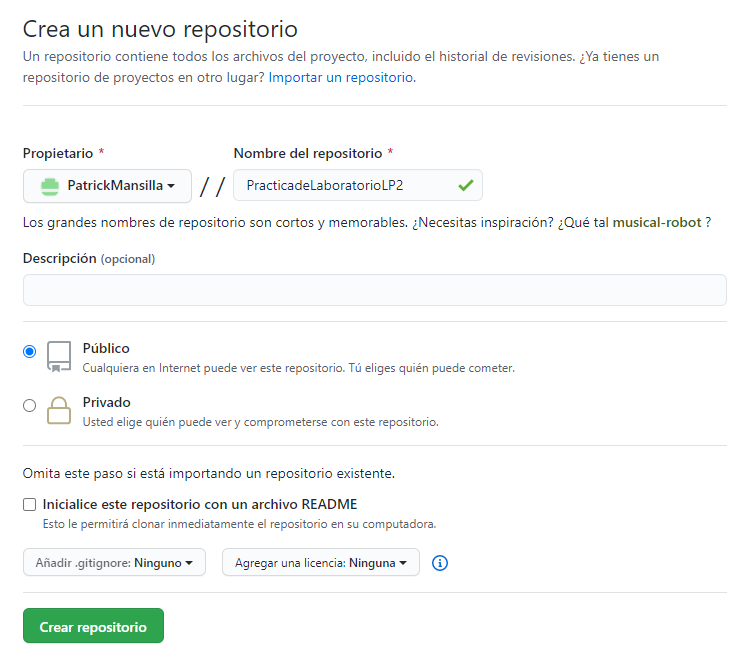 Crea un nuevo repositorio
Un repositorio contiene todos los archivos del proyecto, incluido el historial de revisiones. ¿Ya tienes un
repositorio de proyectos en otro lugar? Importar un repositorio.
Propietario * Nombre del repositorio *
PatrickMansilla // PracticadeLaboratorioLP2
Los grandes nombres de repositorio son cortos y memorables. ¿Necesitas inspiración? ¿Qué tal musical-robot ?
Descripción (opcional)
Público
Cualquiera en Internet puede ver este repositorio. Tú eliges quién puede cometer.
Privado
Usted elige quién puede ver y comprometerse con este repositorio.
Omita este paso si está importando un repositorio existente.
Inicialice este repositorio con un archivo README
Esto le permitirá clonar inmediatamente el repositorio en su computadora.
Añadir .gitignore: Ninguno Agregar una licencia: Ninguna
Crear repositorio